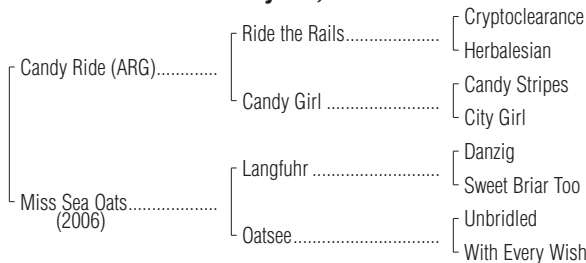 Cryptoclearance
Ride the Rails....................
Herbalesian
Candy Ride (ARG).............
Candy Stripes
Candy Girl ........................
City Girl
Danzig
Langfuhr ...........................
Sweet Briar Too
Miss Sea Oats...................
(2006)
Unbridled
Oatsee...............................
With Every Wish